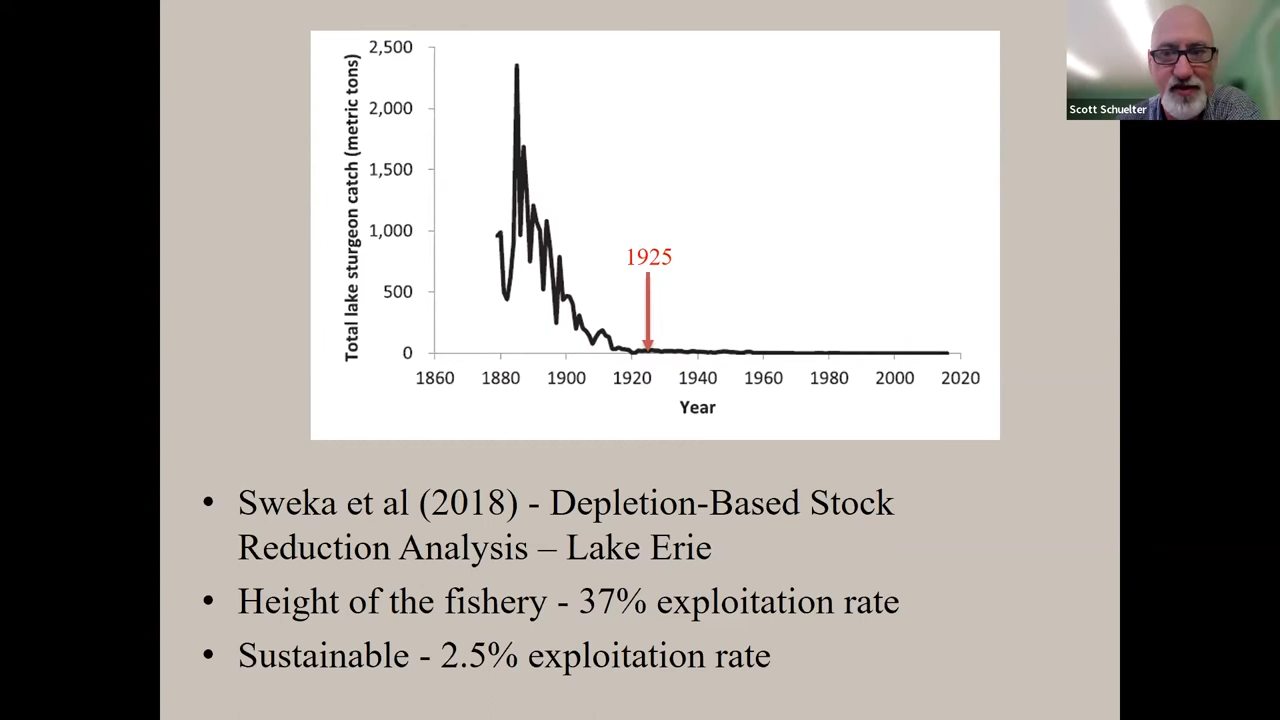 Total lake sturgeon catch (metric tons)
2,500
2,000
1,500
1,000
500
0
1925
1860 1880 1900 1920 1940 1960 1980 2000 2020
Year
Scott Schuelter
• Sweka et al (2018) - Depletion-Based Stock
Reduction Analysis – Lake Erie
• Height of the fishery - 37% exploitation rate
• Sustainable - 2.5% exploitation rate